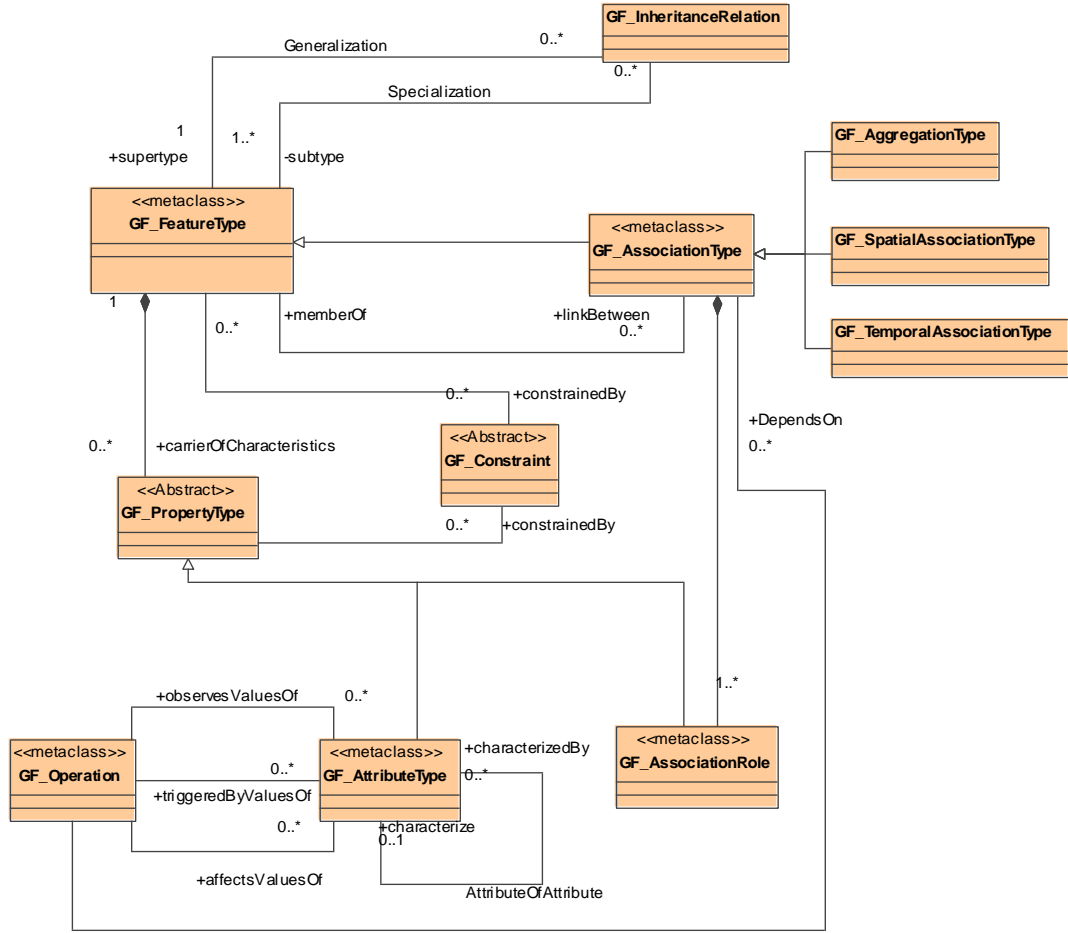 GF_InheritanceRelation
Generalization
0..*
0..*
Specialization
1
1..*
+supertype
-subtype
GF_AggregationType
<<metaclass>>
GF_FeatureType
<<metaclass>>
GF_AssociationType
GF_SpatialAssociationType
1
0..*
+memberOf
+linkBetween
0..*
GF_TemporalAssociationType
0..*
+constrainedBy
+DependsOn
0..*
0..*
+carrierOfCharacteristics
<<Abstract>>
GF_Constraint
<<Abstract>>
GF_PropertyType
0..*
+constrainedBy
1..*
+observesValuesOf
0..*
<<metaclass>>
GF_Operation
<<metaclass>>
GF_AttributeType
+characterizedBy
0..*
<<metaclass>>
GF_AssociationRole
0..*
+triggeredByValuesOf
0..*
+characterize
0..1
+affectsValuesOf
AttributeOfAttribute